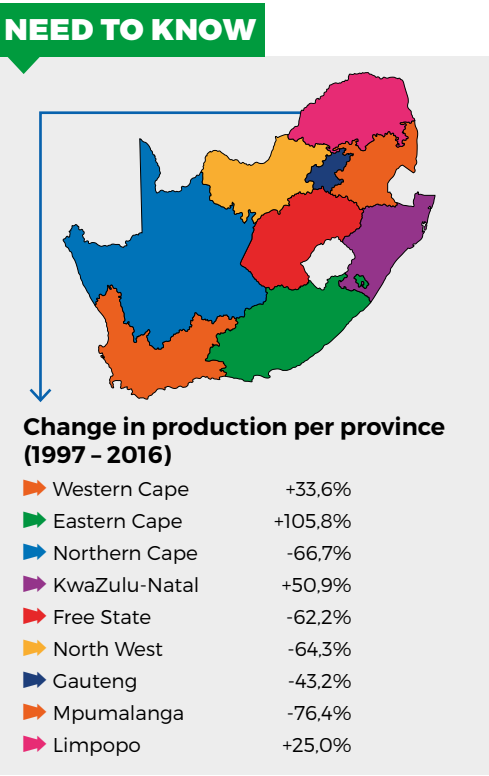 NEED TO KNOW
Change in production per province
(1997 – 2016)
Western Cape +33,6%
Eastern Cape +105,8%
Northern Cape -66,7%
KwaZulu-Natal +50,9%
Free State -62,2%
North West -64,3%
Gauteng -43,2%
Mpumalanga -76,4%
Limpopo +25,0%